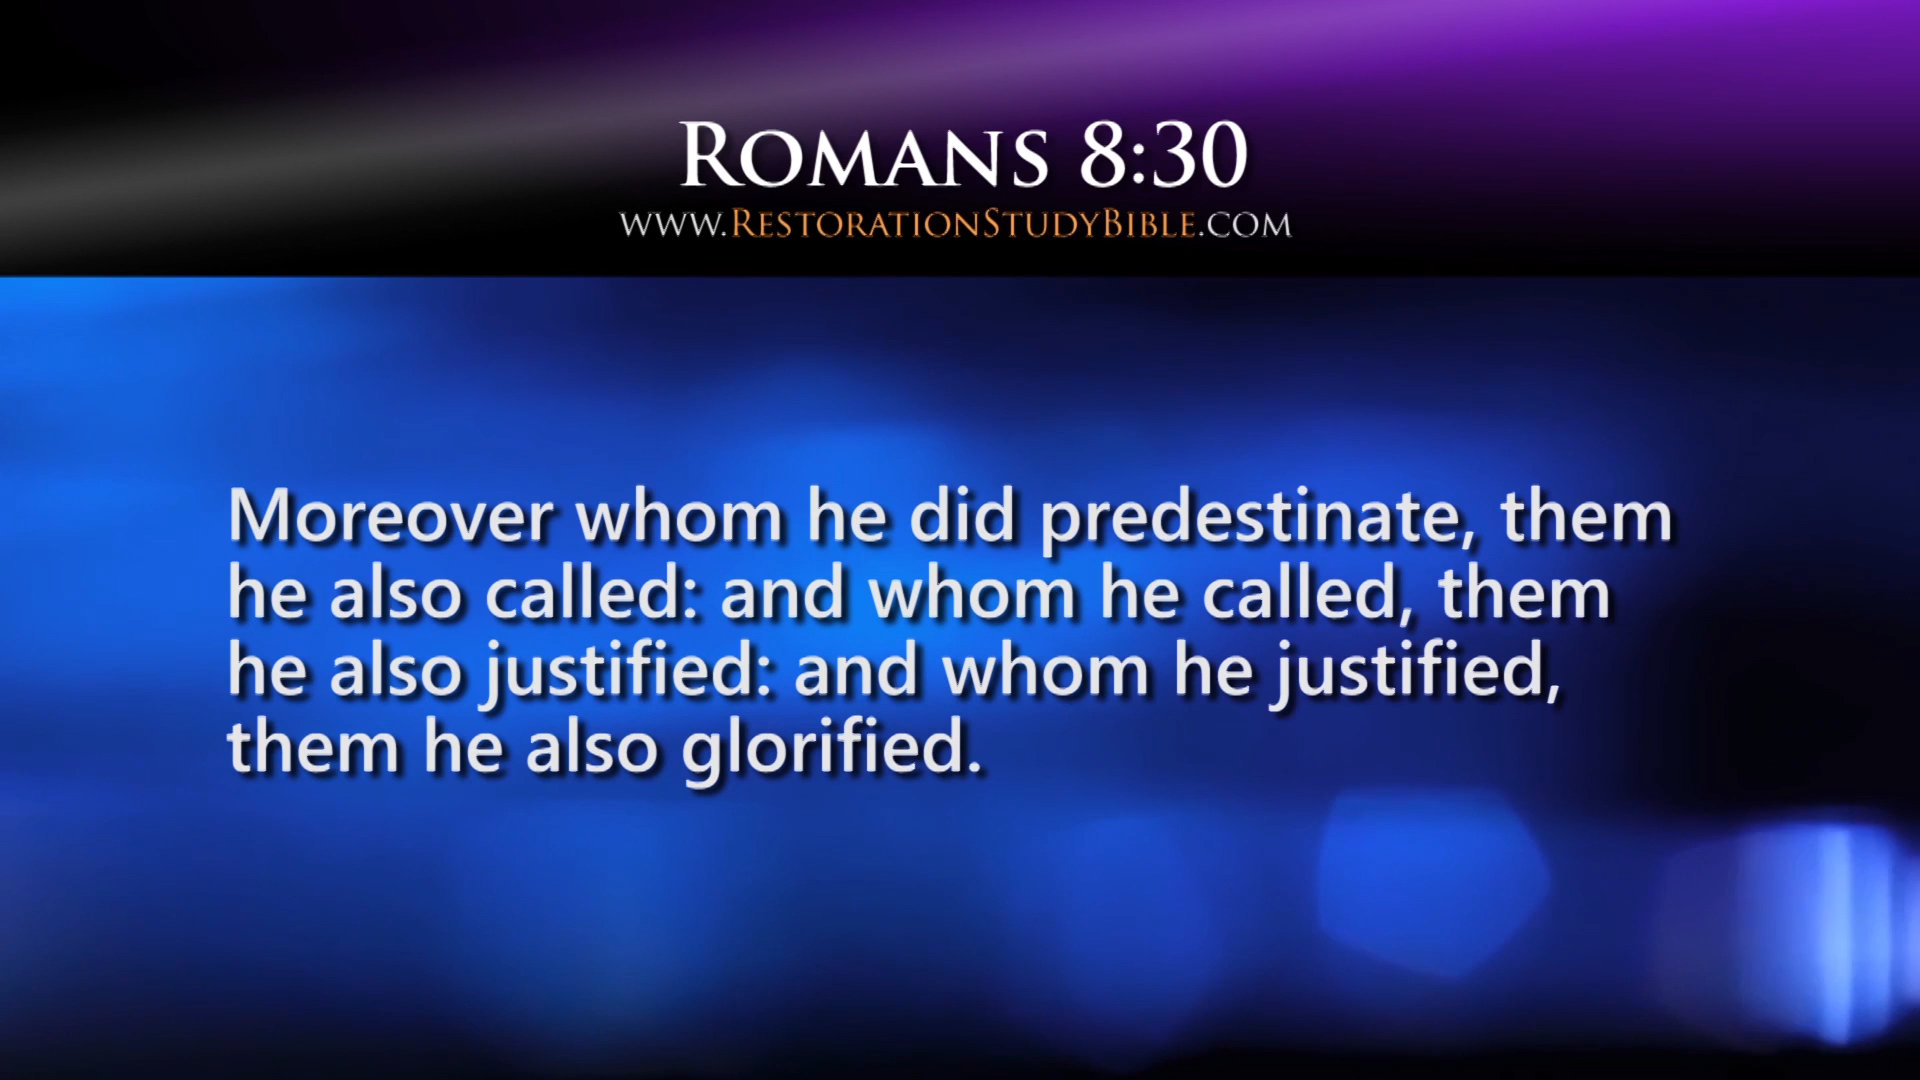 Romans 8:30
www.RestorationStudyBible.com
Moreover whom he did predestinate, them
he also called: and whom he called, them
he also justified: and whom he justified,
them he also glorified.